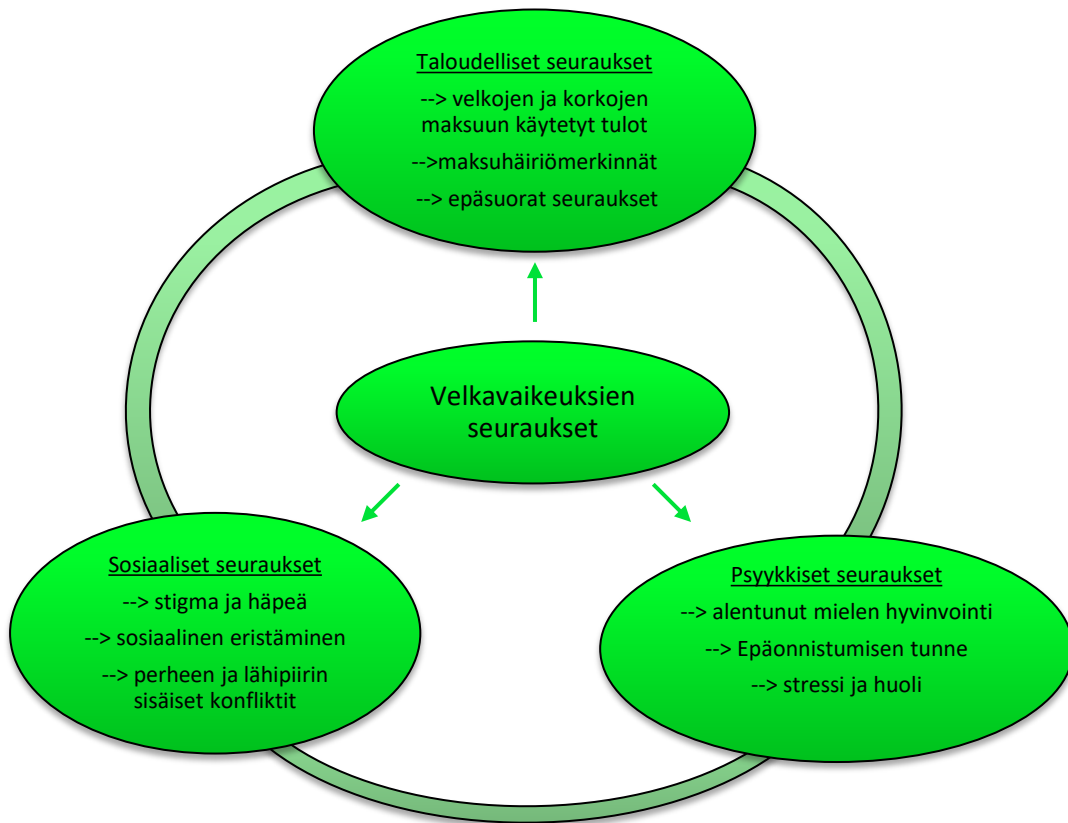 Taloudelliset seuraukset
--> velkojen ja korkojen
maksuun käytetyt tulot
-->maksuhäiriömerkinnät
--> epäsuorat seuraukset
Velkavaikeuksien
seuraukset
Sosiaaliset seuraukset
--> stigma ja häpeä
--> sosiaalinen eristäminen
--> perheen ja lähipiirin
sisäiset konfliktit
Psyykkiset seuraukset
--> alentunut mielen hyvinvointi
--> Epäonnistumisen tunne
--> stressi ja huoli